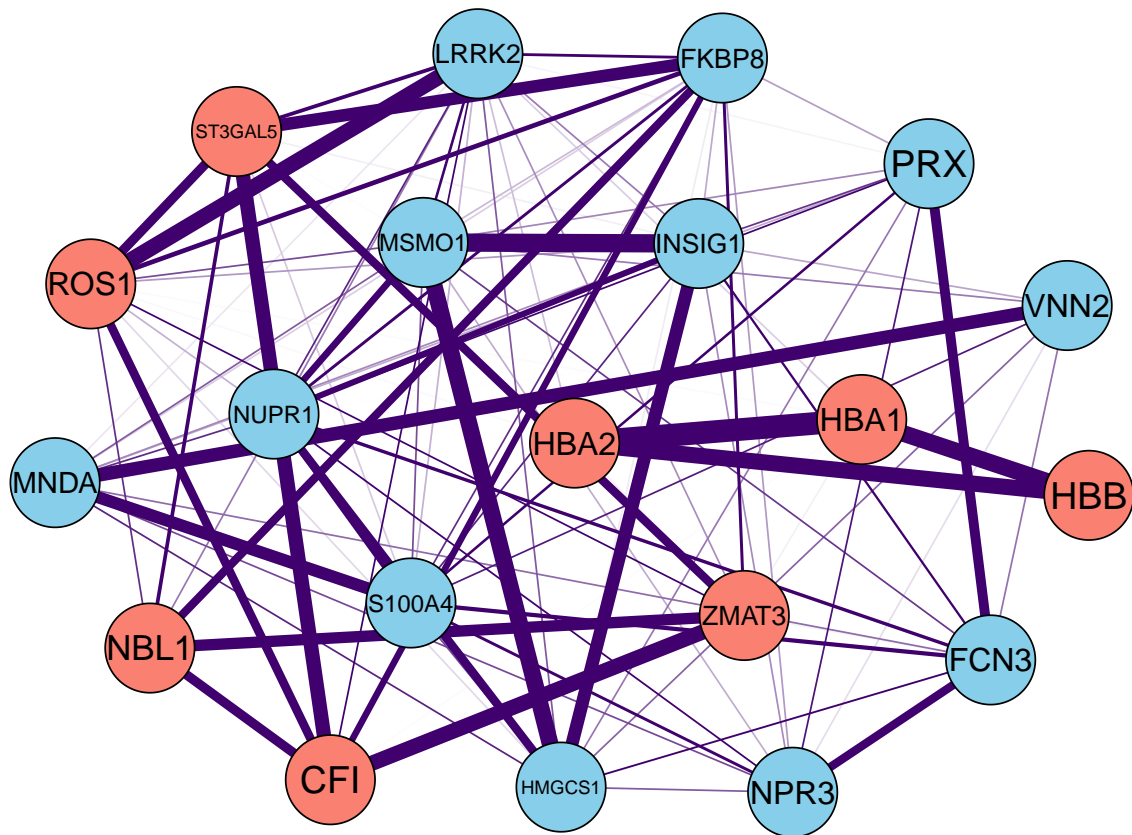 LRRK2
FKBP8
ST3GAL5
PRX
MSMO1
INSIG1
ROS1
VNN2
NUPR1
HBA2
HBA1
MNDA
HBB
S100A4
ZMAT3
NBL1
FCN3
CFI
HMGCS1
NPR3